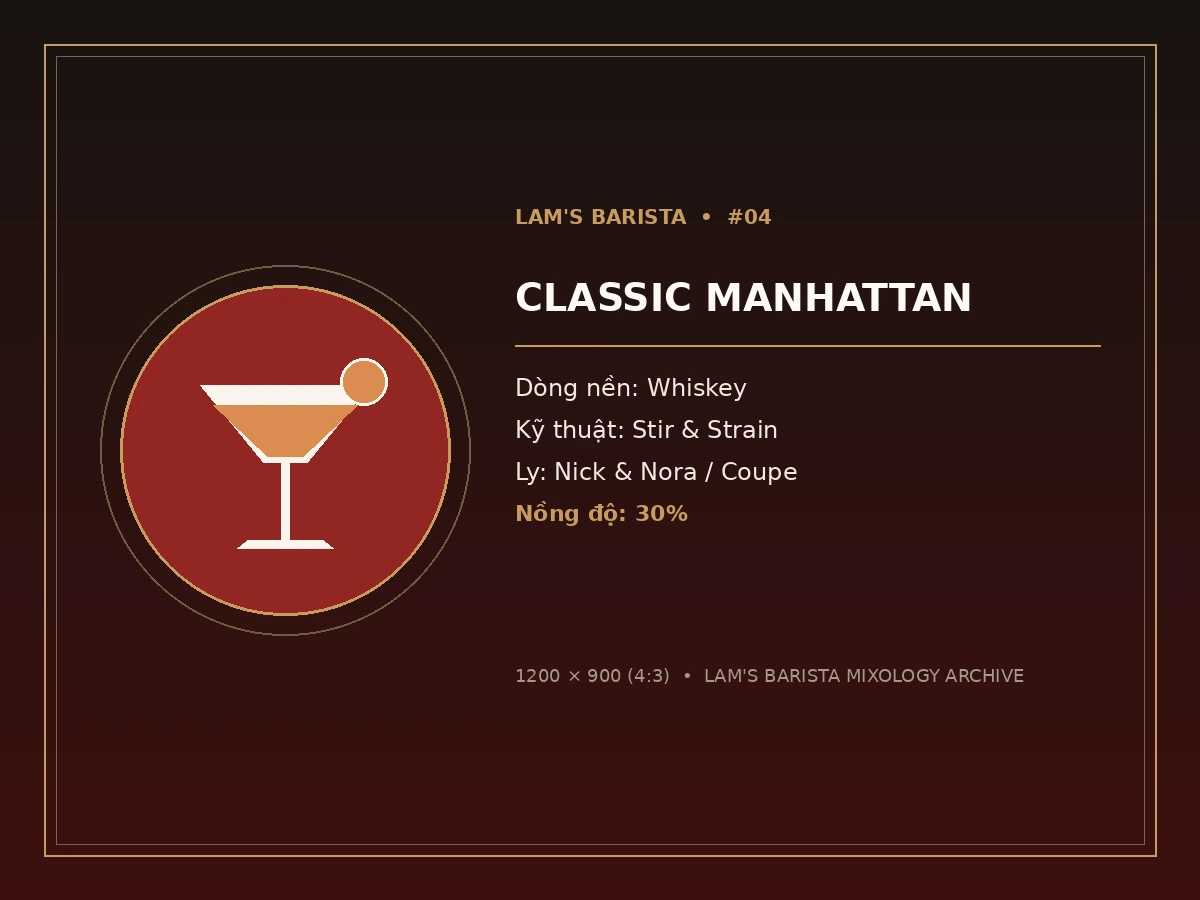 LAM'S BARISTA • #04
CLASSIC MANHATTAN
Dòng nền: Whiskey
Kỹ thuật: Stir & Strain
Ly: Nick & Nora / Coupe
Nồng độ: 30%
1200 × 900 (4:3) • LAM'S BARISTA MIXOLOGY ARCHIVE